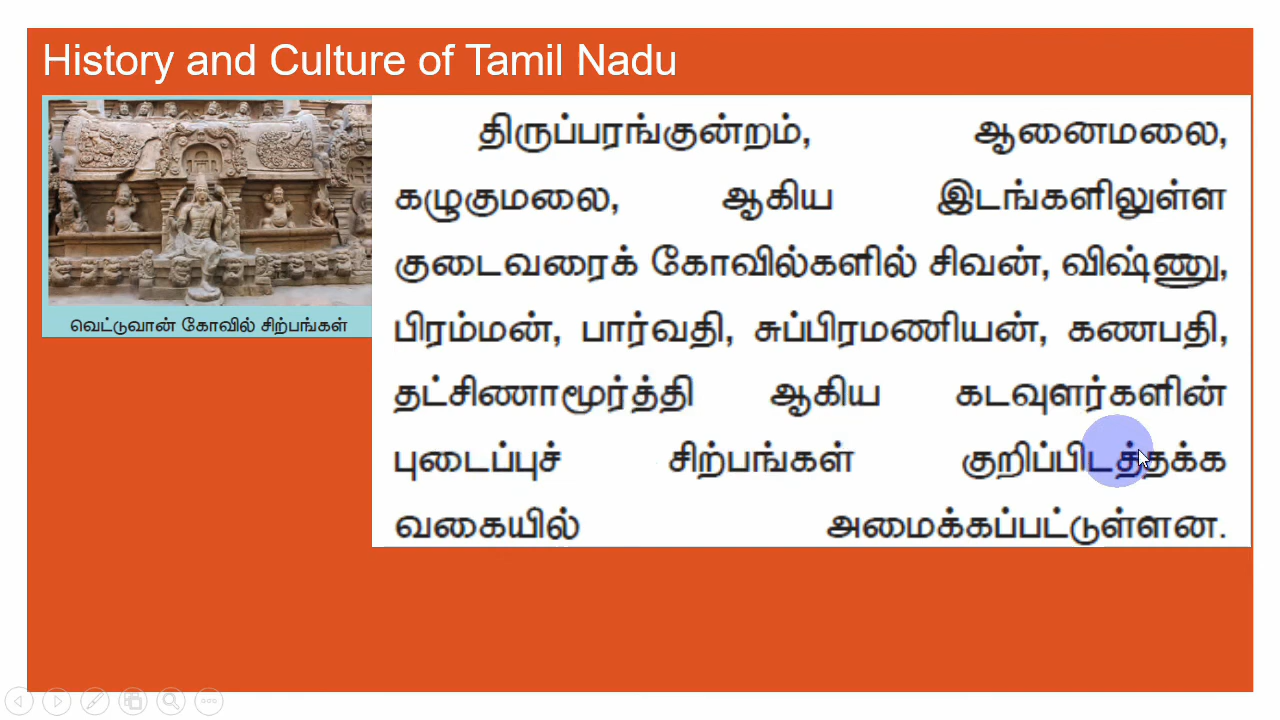 History and Culture of Tamil Nadu
வெட்டுவான் கோவில் சிற்பங்கள்
திருப்பரங்குன்றம், ஆனைமலை,
கழுகுமலை, ஆகிய இடங்களிலுள்ள
குடைவரைக் கோவில்களில் சிவன், விஷ்ணு,
பிரம்மன், பார்வதி, சுப்பிரமணியன், கணபதி,
தட்சிணாமூர்த்தி ஆகிய கடவுளர்களின்
புடைப்புச் சிற்பங்கள் குறிப்பிடத்தக்க
வகையில் அமைக்கப்பட்டுள்ளன.